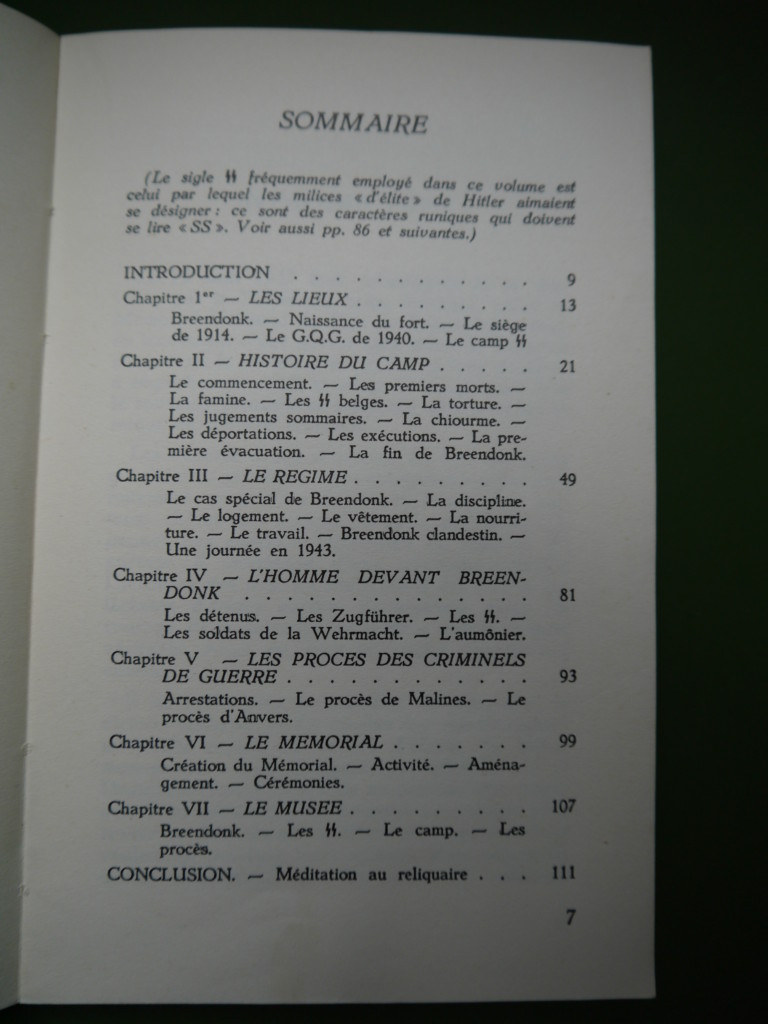 SOMMAIRE
(Le sigle ᛋᛋ fréquemment employé dans ce volume est
celui par lequel les milices « d'élite » de Hitler aimaient
se désigner : ce sont des caractères runiques qui doivent
se lire « SS ». Voir aussi pp. 86 et suivantes.)
INTRODUCTION . . . . . . . . . . . . 9
Chapitre 1er — LES LIEUX . . . . . . . . . 13
Breendonk. — Naissance du fort. — Le siège
de 1914. — Le G.Q.G. de 1940. — Le camp ᛋᛋ
Chapitre II — HISTOIRE DU CAMP . . . . . 21
Le commencement. — Les premiers morts. —
La famine. — Les ᛋᛋ belges. — La torture. —
Les jugements sommaires. — La chiourme. —
Les déportations. — Les exécutions. — La pre-
mière évacuation. — La fin de Breendonk.
Chapitre III — LE REGIME . . . . . . . . . 49
Le cas spécial de Breendonk. — La discipline.
— Le logement. — Le vêtement. — La nourri-
ture. — Le travail. — Breendonk clandestin. —
Une journée en 1943.
Chapitre IV — L'HOMME DEVANT BREEN-
DONK . . . . . . . . . . . . . . 81
Les détenus. — Les Zugführer. — Les ᛋᛋ. —
Les soldats de la Wehrmacht. — L'aumônier.
Chapitre V — LES PROCES DES CRIMINELS
DE GUERRE . . . . . . . . . . . . 93
Arrestations. — Le procès de Malines. — Le
procès d'Anvers.
Chapitre VI — LE MEMORIAL . . . . . . . 99
Création du Mémorial. — Activité. — Aména-
gement. — Cérémonies.
Chapitre VII — LE MUSEE . . . . . . . . . 107
Breendonk. — Les ᛋᛋ. — Le camp. — Les
procès.
CONCLUSION. — Méditation au reliquaire . . . 111
7